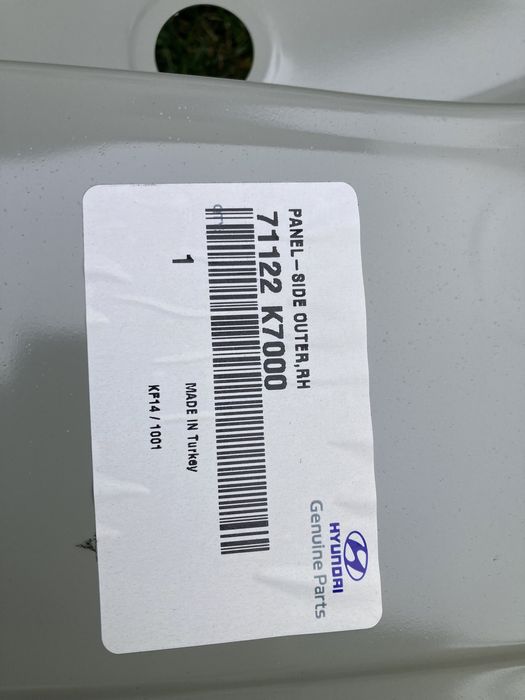 HYUNDAI
Genuine Parts
PANEL-SIDE OUTER,RH
71122 K7000
1
MADE IN Turkey
KF14 / 1001